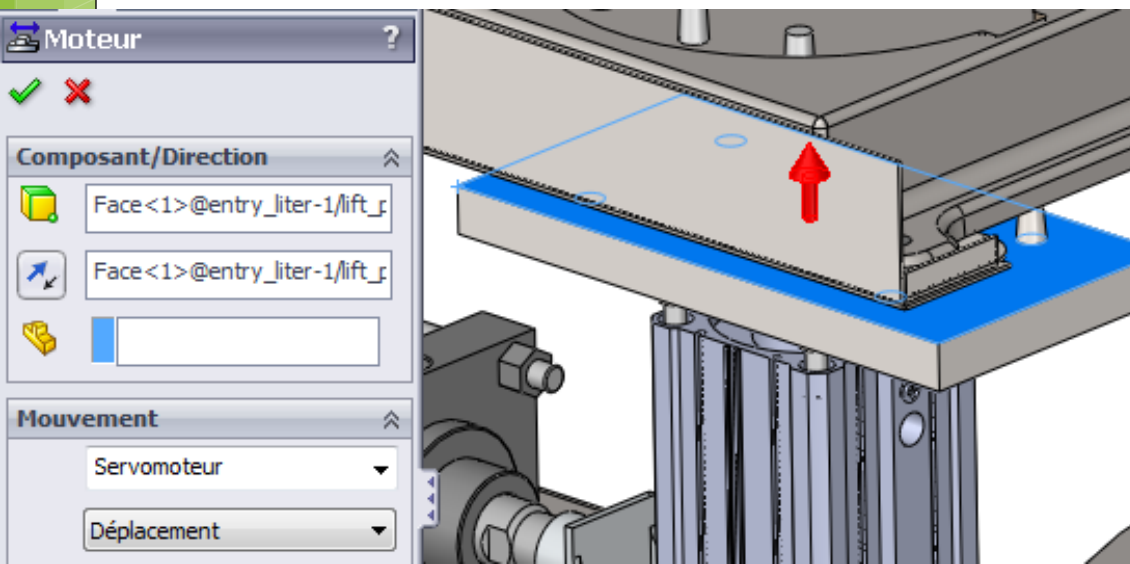 Moteur ?
Composant/Direction
Face<1>@entry_liter-1/lift_p
Face<1>@entry_liter-1/lift_p
Mouvement
Servomoteur
Déplacement